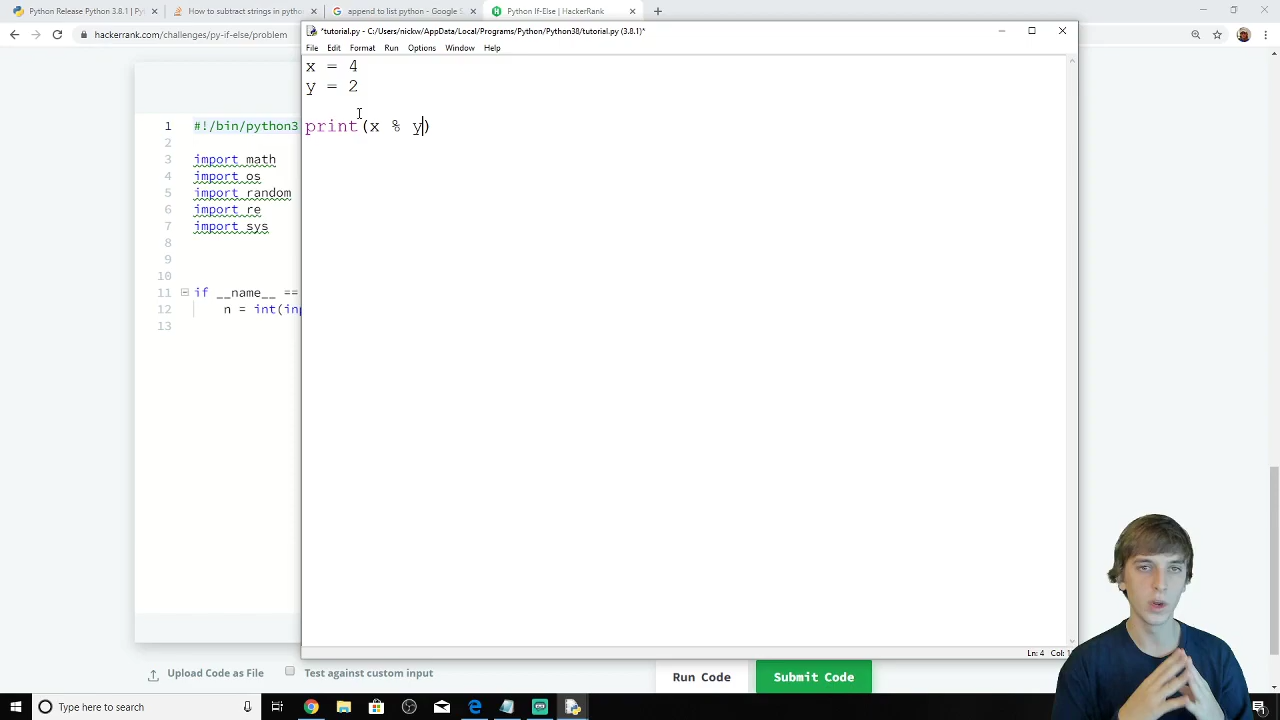 Python Release Python 3.8.1 | Py
How to subtract strings in python
append to list python - Google S
Python If-Else | HackerRank
hackerrank.com/challenges/py-if-else/problem
*tutorial.py - C:/Users/nickw/AppData/Local/Programs/Python/Python38/tutorial.py (3.8.1)*
File Edit Format Run Options Window Help
x = 4
y = 2
print(x % y)
1 #!/bin/python3
2
3 import math
4 import os
5 import random
6 import re
7 import sys
8
9
10
11 if __name__ ==
12 n = int(inp
13
Ln: 4 Col:
Upload Code as File
Test against custom input
Run Code
Submit Code
Type here to search